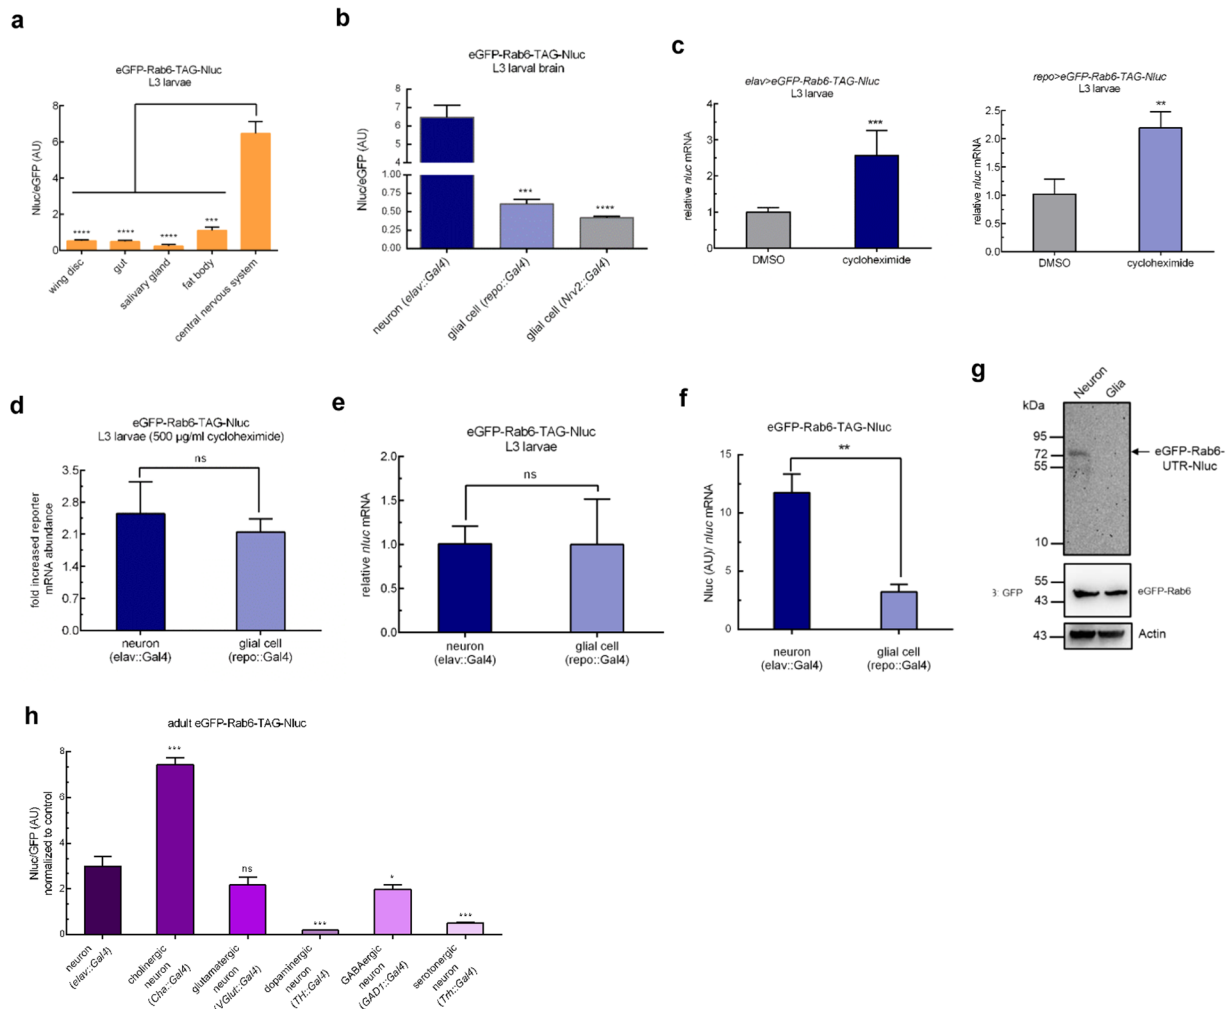 a
eGFP-Rab6-TAG-Nluc
L3 larvae
Nluc/eGFP (AU)
8
6
4
2
0
****
****
****
***
wing disc
gut
salivary gland
fat body
central nervous system
b
eGFP-Rab6-TAG-Nluc
L3 larval brain
Nluc/eGFP (AU)
8
7
6
5
4
1.00
0.75
0.50
0.25
0.00
***
****
neuron (elav::Gal4)
glial cell (repo::Gal4)
glial cell (Nrv2::Gal4)
c
elav>eGFP-Rab6-TAG-Nluc
L3 larvae
relative nluc mRNA
4
3
2
1
0
***
DMSO
cycloheximide
repo>eGFP-Rab6-TAG-Nluc
L3 larvae
relative nluc mRNA
2.5
2.0
1.5
1.0
0.5
0.0
**
DMSO
cycloheximide
d
eGFP-Rab6-TAG-Nluc
L3 larvae (500 µg/ml cycloheximide)
fold increased reporter
mRNA abundance
3.5
2.8
2.1
1.4
0.7
0.0
ns
neuron
(elav::Gal4)
glial cell
(repo::Gal4)
e
eGFP-Rab6-TAG-Nluc
L3 larvae
relative nluc mRNA
2.0
1.5
1.0
0.5
0.0
ns
neuron
(elav::Gal4)
glial cell
(repo::Gal4)
f
eGFP-Rab6-TAG-Nluc
Nluc (AU)/ nluc mRNA
15
10
5
0
**
neuron
(elav::Gal4)
glial cell
(repo::Gal4)
g
Neuron
Glia
kDa
95
72
55
10
eGFP-Rab6-
UTR-Nluc
55
43
GFP
eGFP-Rab6
43
Actin
h
adult eGFP-Rab6-TAG-Nluc
Nluc/GFP (AU)
normalized to control
8
6
4
2
0
***
ns
***
*
***
neuron
(elav::Gal4)
cholinergic
neuron
(Cha::Gal4)
glutamatergic
neuron
(VGlut::Gal4)
dopaminergic
neuron
(TH::Gal4)
GABAergic
neuron
(GAD1::Gal4)
serotonergic
neuron
(Trh::Gal4)